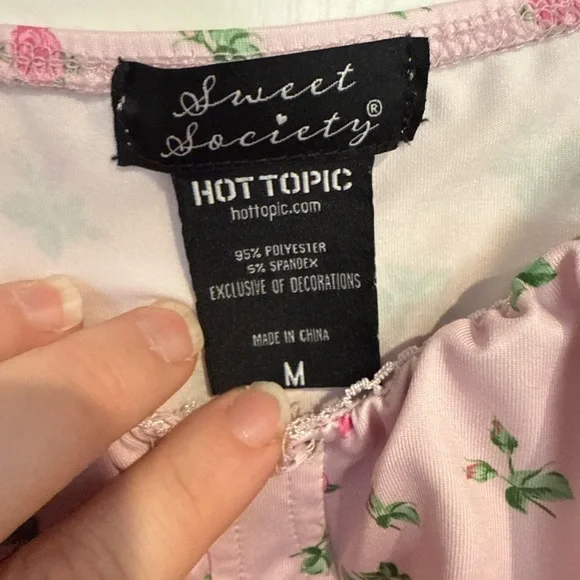 Sweet
Society®
HOT TOPIC
hottopic.com
95% POLYESTER
5% SPANDEX
EXCLUSIVE OF DECORATIONS
MADE IN CHINA
M